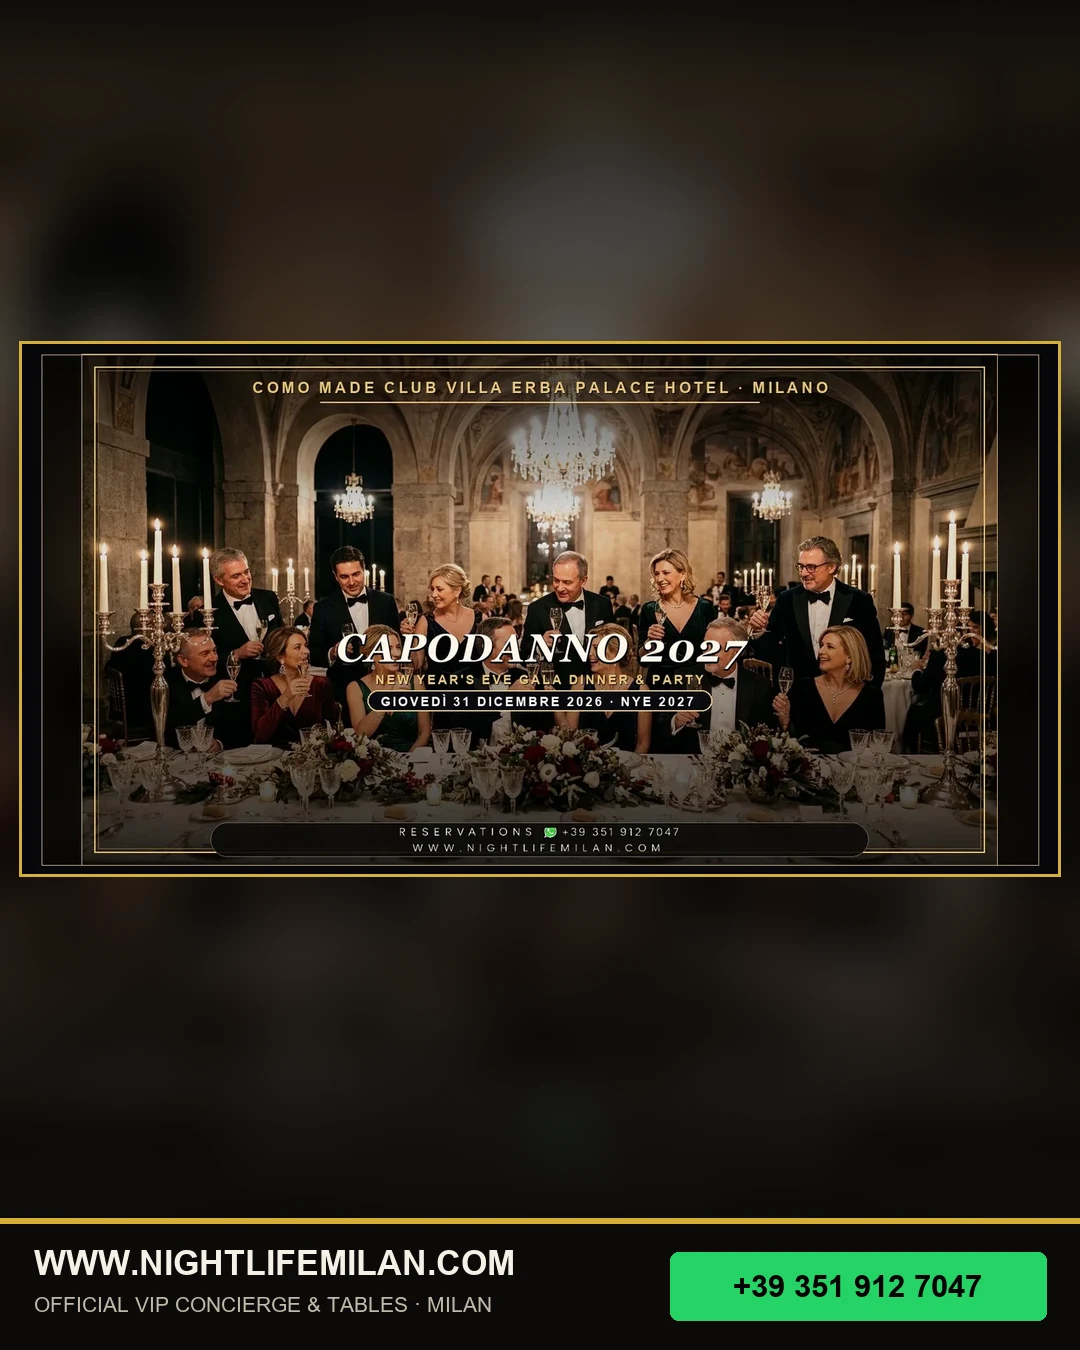 COMO MADE CLUB VILLA ERBA PALACE HOTEL · MILANO
CAPODANNO 2027
NEW YEAR'S EVE GALA DINNER & PARTY
GIOVEDÌ 31 DICEMBRE 2026 · NYE 2027
RESERVATIONS +39 351 912 7047
WWW.NIGHTLIFEMILAN.COM
WWW.NIGHTLIFEMILAN.COM
OFFICIAL VIP CONCIERGE & TABLES · MILAN
+39 351 912 7047